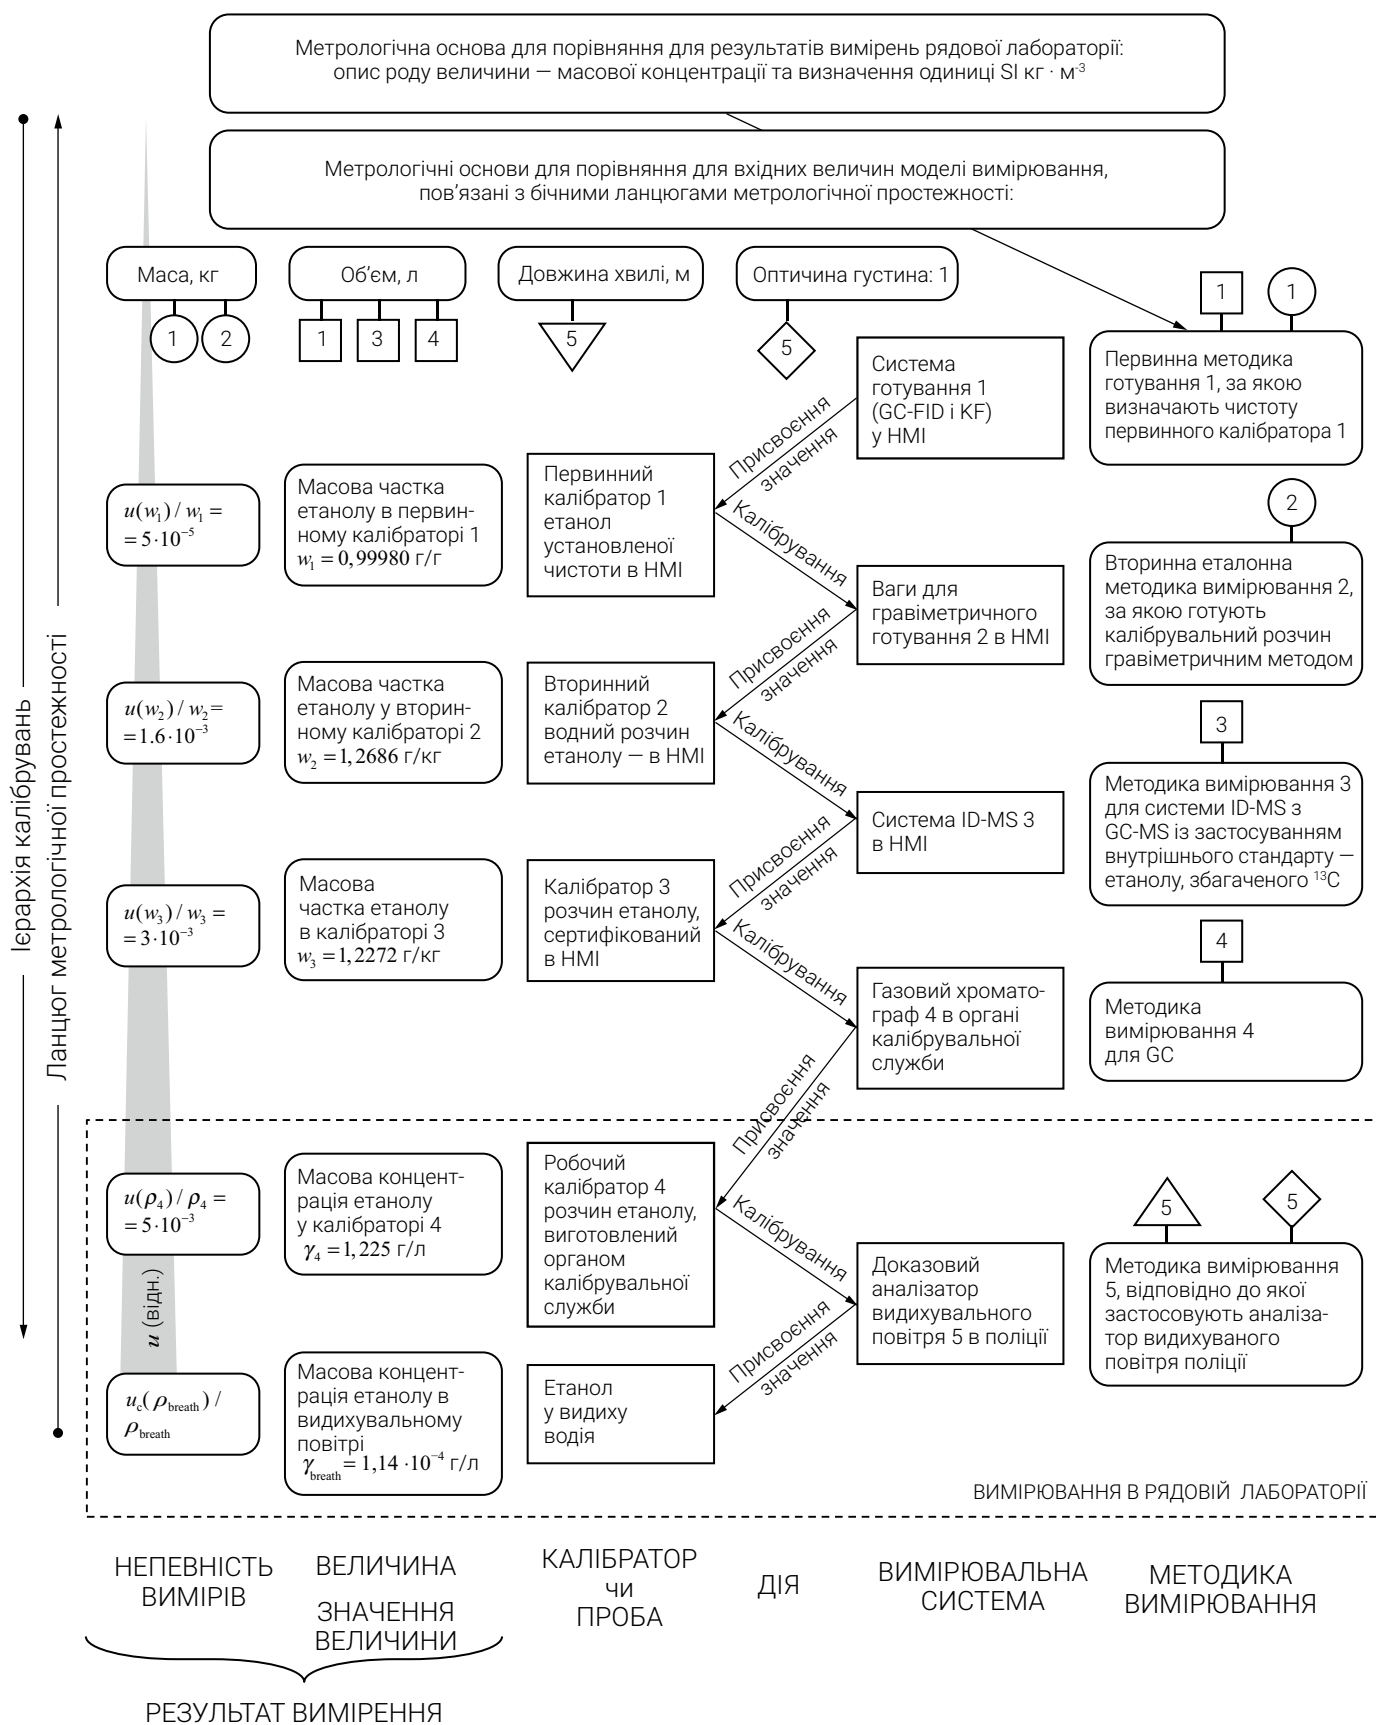 Метрологічна основа для порівняння для результатів вимірень рядової лабораторії:
опис роду величини — масової концентрації та визначення одиниці SI кг · м⁻³
Метрологічні основи для порівняння для вхідних величин моделі вимірювання,
пов’язані з бічними ланцюгами метрологічної простежності:
Маса, кг
1
2
Об’єм, л
1
3
4
Довжина хвилі, м
5
Оптичина густина: 1
5
Ієрархія калібрувань
Ланцюг метрологічної простежності
Система
готування 1
(GC-FID і KF)
у НМІ
1
1
Первинна методика
готування 1, за якою
визначають чистоту
первинного калібратора 1
Присвоєння
значення
u(w₁) / w₁ =
= 5·10⁻⁵
Масова частка
етанолу в первин-
ному калібраторі 1
w₁ = 0,99980 г/г
Первинний
калібратор 1
етанол
установленої
чистоти в НМІ
Калібрування
Ваги для
гравіметричного
готування 2 в НМІ
2
Вторинна еталонна
методика вимірювання 2,
за якою готують
калібрувальний розчин
гравіметричним методом
Присвоєння
значення
u(w₂) / w₂ =
= 1.6·10⁻³
Масова частка
етанолу у вторин-
ному калібраторі 2
w₂ = 1,2686 г/кг
Вторинний
калібратор 2
водний розчин
етанолу — в НМІ
Калібрування
Система ID-MS 3
в НМІ
3
Методика вимірювання 3
для системи ID-MS з
GC-MS із застосуванням
внутрішнього стандарту —
етанолу, збагаченого ¹³C
Присвоєння
значення
u(w₃) / w₃ =
= 3·10⁻³
Масова
частка етанолу
в калібраторі 3
w₃ = 1,2272 г/кг
Калібратор 3
розчин етанолу,
сертифікований
в НМІ
Калібрування
Газовий хромато-
граф 4 в органі
калібрувальної
служби
4
Методика
вимірювання 4
для GC
Присвоєння
значення
u(ρ₄) / ρ₄ =
= 5·10⁻³
Масова концент-
рація етанолу
у калібраторі 4
γ₄ = 1, 225 г/л
Робочий
калібратор 4
розчин етанолу,
виготовлений
органом
калібрувальної
служби
Калібрування
Доказовий
аналізатор
видихувального
повітря 5 в поліції
5
5
Методика вимірювання
5, відповідно до якої
застосовують аналіза-
тор видихуваного
повітря поліції
u (відн.)
Присвоєння
значення
u_c(ρ_breath) /
ρ_breath
Масова концент-
рація етанолу в
видихувальному
повітрі
γ_breath = 1,14 ·10⁻⁴ г/л
Етанол
у видиху
водія
ВИМІРЮВАННЯ В РЯДОВІЙ ЛАБОРАТОРІЇ
НЕПЕВНІСТЬ
ВИМІРІВ
ВЕЛИЧИНА
ЗНАЧЕННЯ
ВЕЛИЧИНИ
КАЛІБРАТОР
чи
ПРОБА
ДІЯ
ВИМІРЮВАЛЬНА
СИСТЕМА
МЕТОДИКА
ВИМІРЮВАННЯ
РЕЗУЛЬТАТ ВИМІРЕННЯ